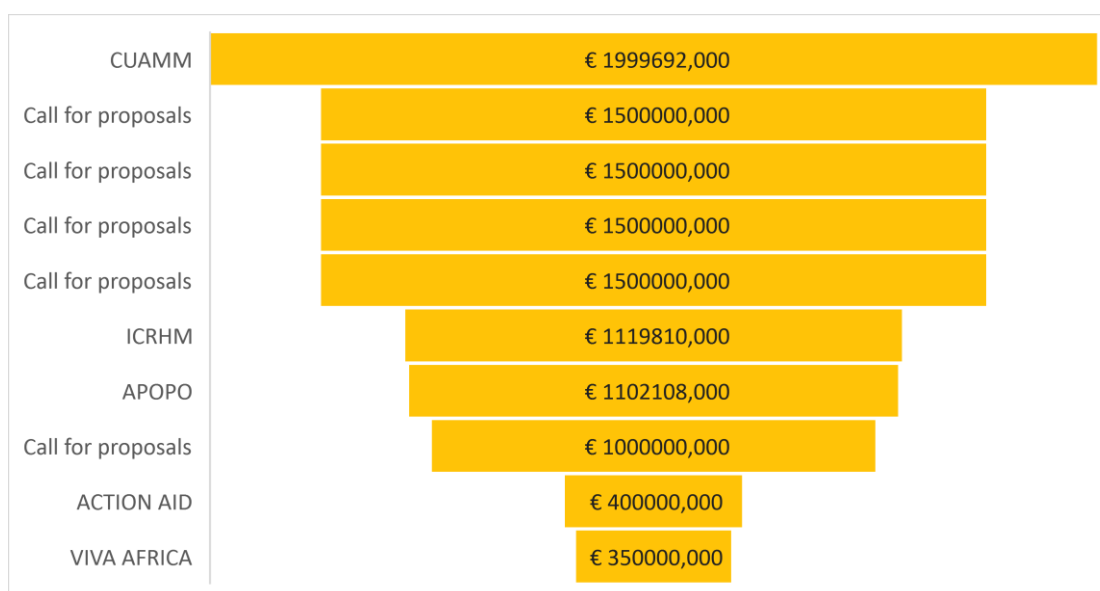 CUAMM € 1999692,000
Call for proposals € 1500000,000
Call for proposals € 1500000,000
Call for proposals € 1500000,000
Call for proposals € 1500000,000
ICRHM € 1119810,000
APOPO € 1102108,000
Call for proposals € 1000000,000
ACTION AID € 400000,000
VIVA AFRICA € 350000,000